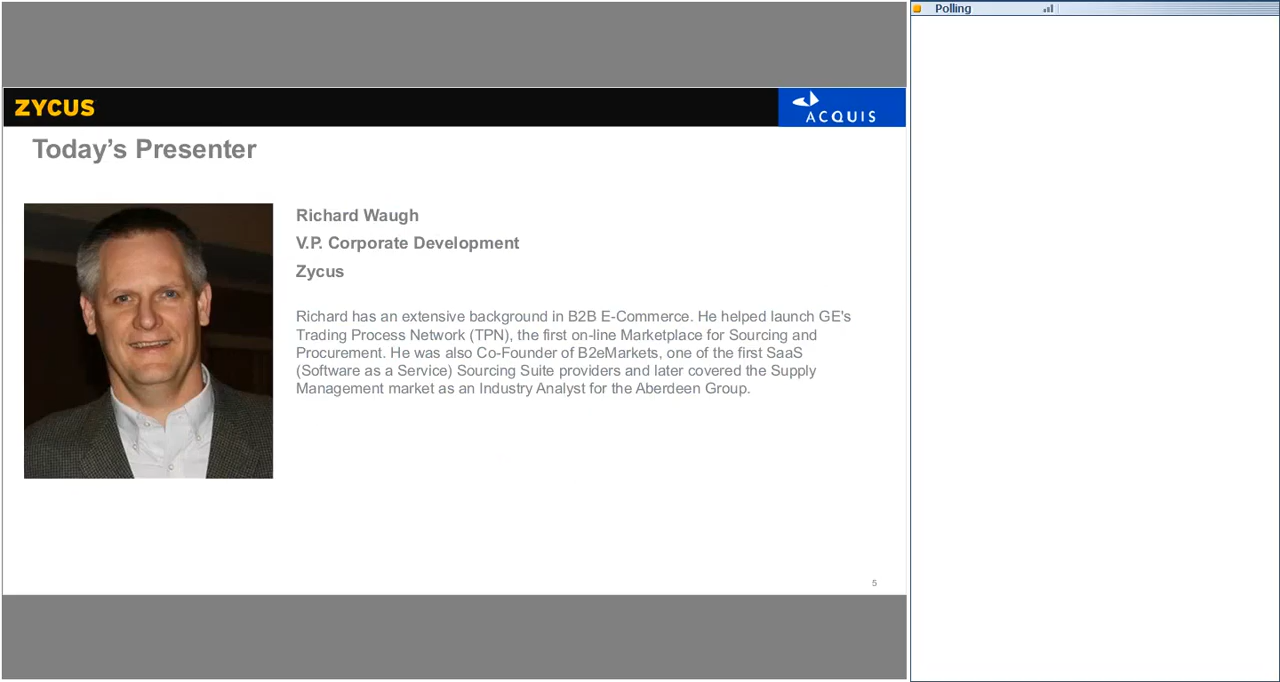 Polling
ZYCUS
ACQUIS
Today’s Presenter
Richard Waugh
V.P. Corporate Development
Zycus
Richard has an extensive background in B2B E-Commerce. He helped launch GE's
Trading Process Network (TPN), the first on-line Marketplace for Sourcing and
Procurement. He was also Co-Founder of B2eMarkets, one of the first SaaS
(Software as a Service) Sourcing Suite providers and later covered the Supply
Management market as an Industry Analyst for the Aberdeen Group.
5